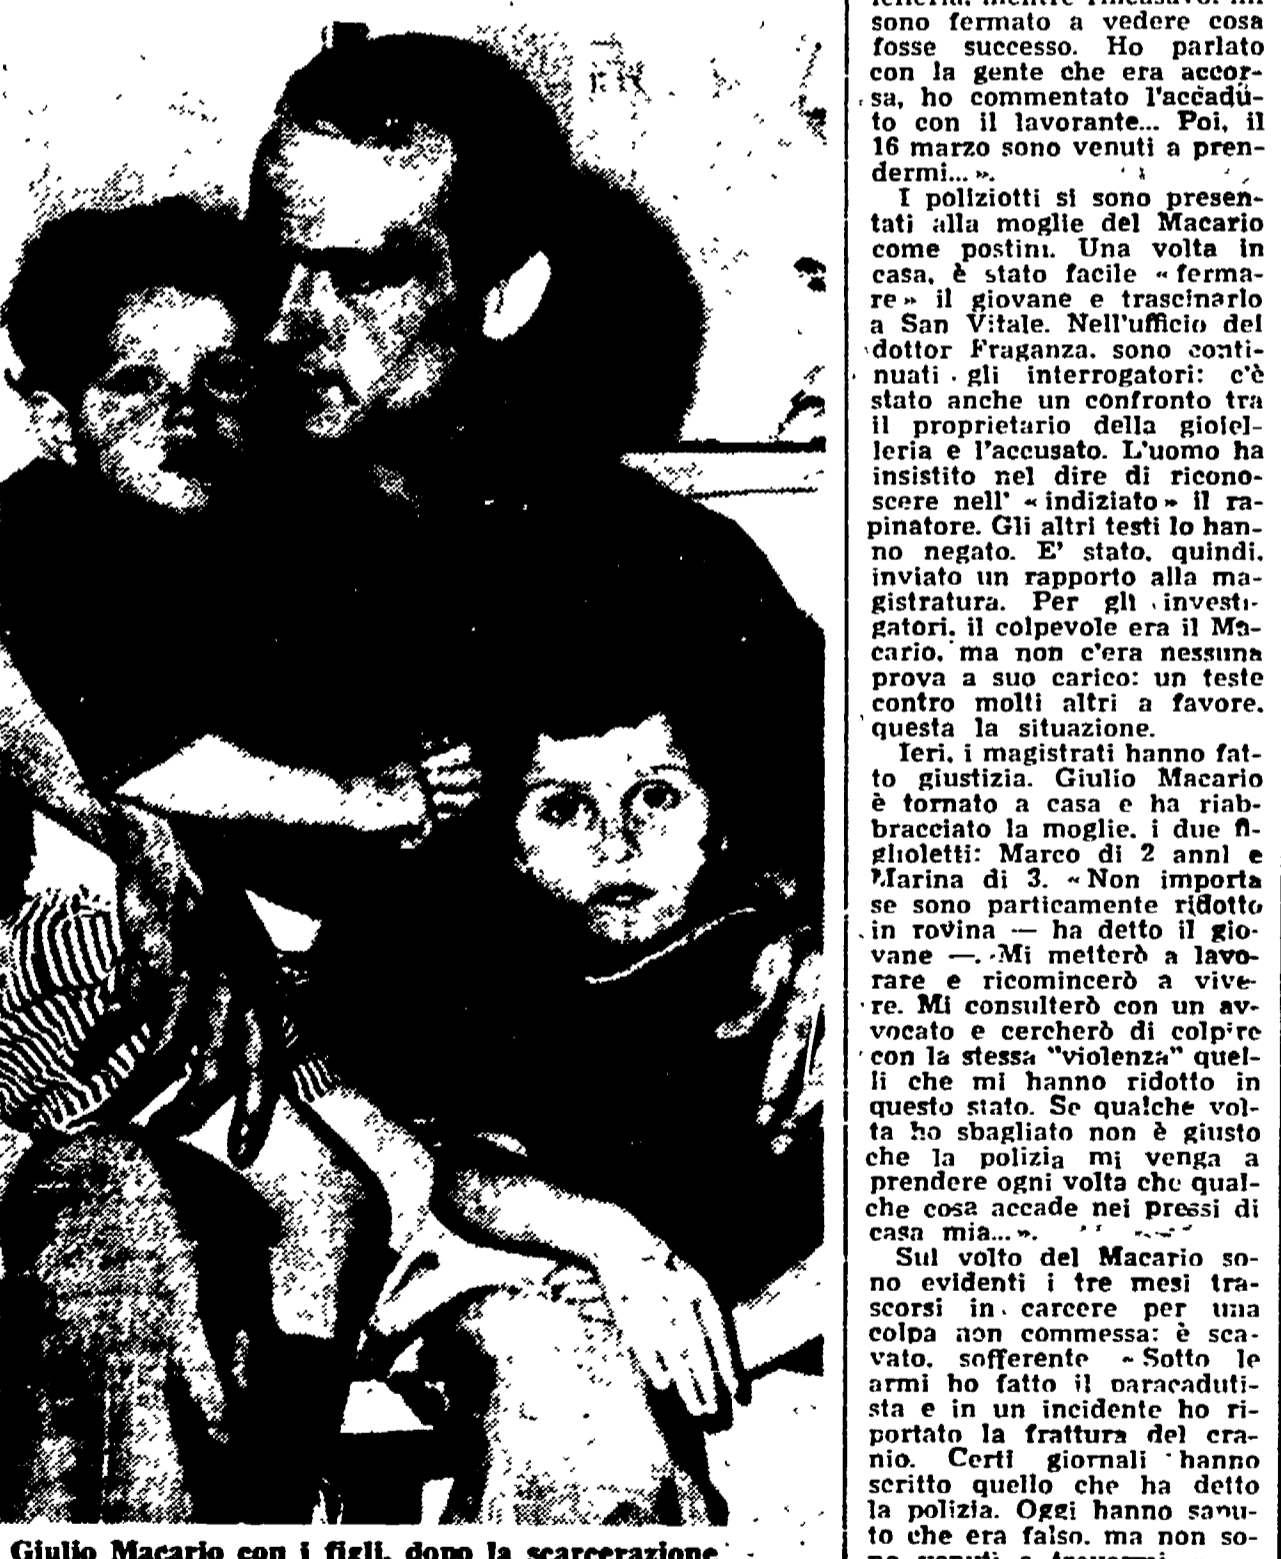 sono fermato a vedere cosa
fosse successo. Ho parlato
con la gente che era accor-
sa, ho commentato l'accadu-
to con il lavorante... Poi, il
16 marzo sono venuti a pren-
dermi... ».
I poliziotti si sono presen-
tati alla moglie del Macario
come postini. Una volta in
casa, è stato facile « ferma-
re » il giovane e trascinarlo
a San Vitale. Nell'ufficio del
dottor Fraganza. sono conti-
nuati gli interrogatori: c'è
stato anche un confronto tra
il proprietario della gioiel-
leria e l'accusato. L'uomo ha
insistito nel dire di ricono-
scere nell' « indiziato » il ra-
pinatore. Gli altri testi lo han-
no negato. E' stato. quindi.
inviato un rapporto alla ma-
gistratura. Per gli investi-
gatori. il colpevole era il Ma-
cario. ma non c'era nessuna
prova a suo carico: un teste
contro molti altri a favore.
questa la situazione.
Ieri. i magistrati hanno fat-
to giustizia. Giulio Macario
è tornato a casa e ha riab-
bracciato la moglie. i due fi-
glioletti: Marco di 2 anni e
Marina di 3. « Non importa
se sono particamente ridotto
in rovina — ha detto il gio-
vane —. Mi metterò a lavo-
rare e ricomincerò a vive-
re. Mi consulterò con un av-
vocato e cercherò di colpire
con la stessa "violenza" quel-
li che mi hanno ridotto in
questo stato. Se qualche vol-
ta ho sbagliato non è giusto
che la polizia mi venga a
prendere ogni volta che qual-
che cosa accade nei pressi di
casa mia... ».
Sul volto del Macario so-
no evidenti i tre mesi tra-
scorsi in carcere per una
colpa non commessa: è sca-
vato. sofferente « Sotto le
armi ho fatto il paracaduti-
sta e in un incidente ho ri-
portato la frattura del cra-
nio. Certi giornali hanno
scritto quello che ha detto
la polizia. Oggi hanno sapu-
to che era falso. ma non so-
Giulio Macario con i figli, dopo la scarcerazione